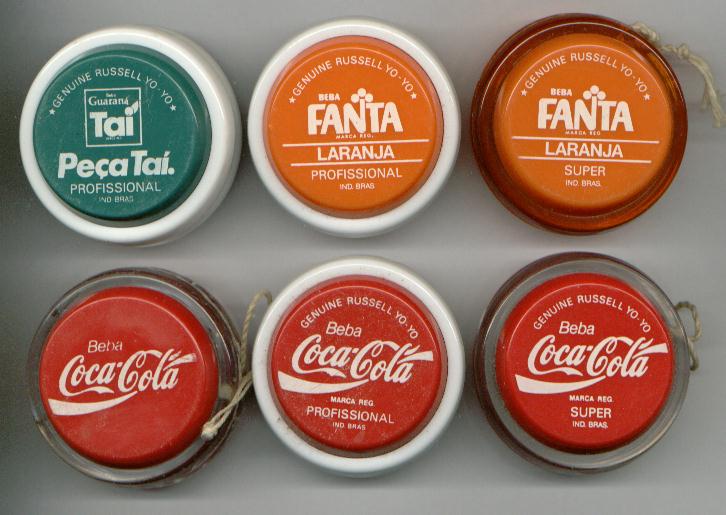 ★ GENUINE RUSSELL YO-YO ★
Beba
Guaraná
Taí
Peça Taí.
PROFISSIONAL
IND BRAS
★ GENUINE RUSSELL YO-YO ★
BEBA
FANTA
MARCA REG.
LARANJA
PROFISSIONAL
IND. BRAS.
★ GENUINE RUSSELL YO-YO ★
BEBA
FANTA
MARCA REG
LARANJA
SUPER
IND. BRAS.
Beba
Coca-Cola
GENUINE RUSSELL YO-YO
Beba
Coca-Cola
MARCA REG.
PROFISSIONAL
IND. BRAS
GENUINE RUSSELL YO-YO
Beba
Coca-Cola
MARCA REG.
SUPER
IND. BRAS.